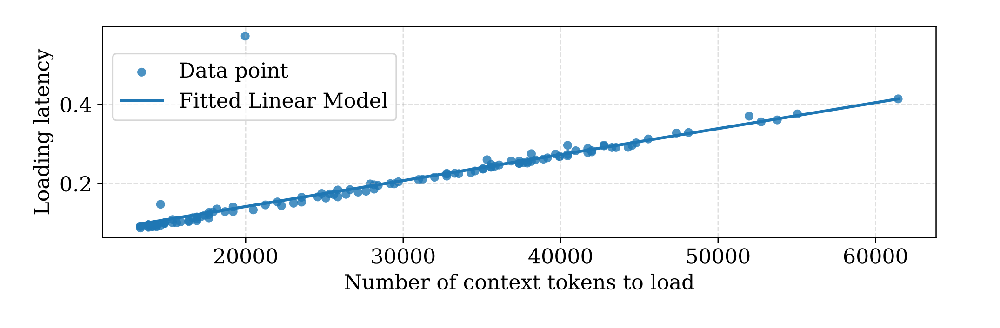 Loading latency
0.4
0.2
Data point
Fitted Linear Model
20000
30000
40000
50000
60000
Number of context tokens to load